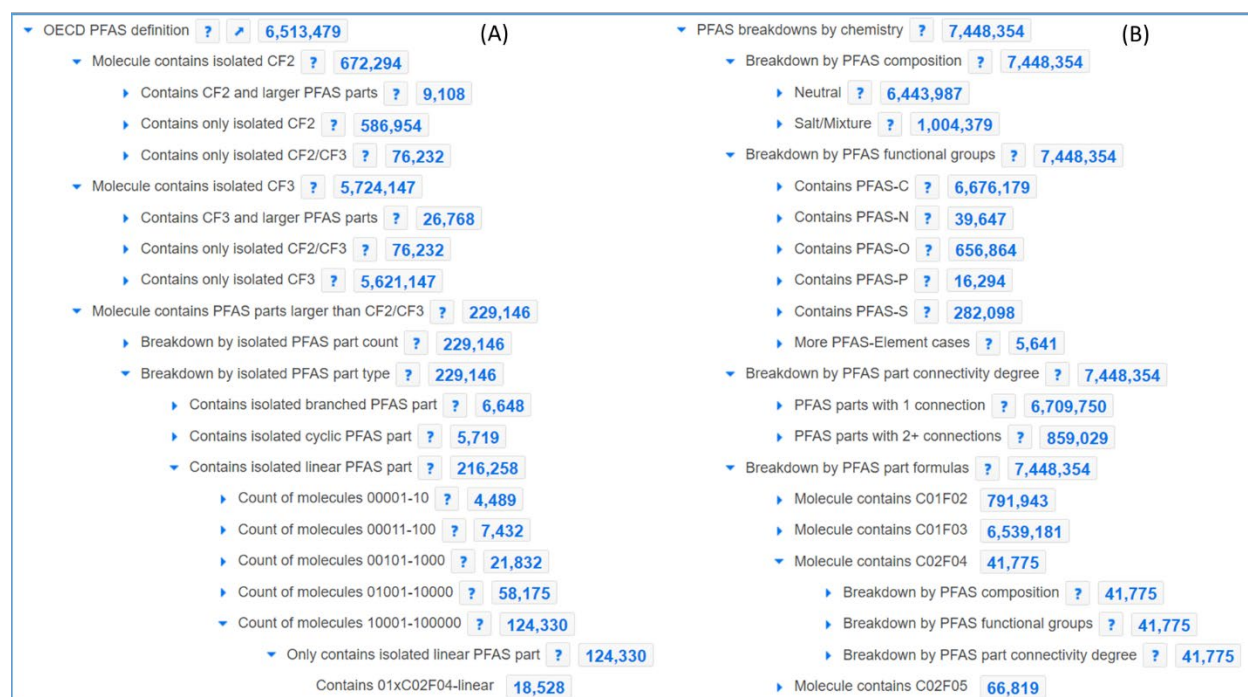 OECD PFAS definition ? 6,513,479 (A)
Molecule contains isolated CF2 ? 672,294
Contains CF2 and larger PFAS parts ? 9,108
Contains only isolated CF2 ? 586,954
Contains only isolated CF2/CF3 ? 76,232
Molecule contains isolated CF3 ? 5,724,147
Contains CF3 and larger PFAS parts ? 26,768
Contains only isolated CF2/CF3 ? 76,232
Contains only isolated CF3 ? 5,621,147
Molecule contains PFAS parts larger than CF2/CF3 ? 229,146
Breakdown by isolated PFAS part count ? 229,146
Breakdown by isolated PFAS part type ? 229,146
Contains isolated branched PFAS part ? 6,648
Contains isolated cyclic PFAS part ? 5,719
Contains isolated linear PFAS part ? 216,258
Count of molecules 00001-10 ? 4,489
Count of molecules 00011-100 ? 7,432
Count of molecules 00101-1000 ? 21,832
Count of molecules 01001-10000 ? 58,175
Count of molecules 10001-100000 ? 124,330
Only contains isolated linear PFAS part ? 124,330
Contains 01xC02F04-linear 18,528
PFAS breakdowns by chemistry ? 7,448,354 (B)
Breakdown by PFAS composition ? 7,448,354
Neutral ? 6,443,987
Salt/Mixture ? 1,004,379
Breakdown by PFAS functional groups ? 7,448,354
Contains PFAS-C ? 6,676,179
Contains PFAS-N ? 39,647
Contains PFAS-O ? 656,864
Contains PFAS-P ? 16,294
Contains PFAS-S ? 282,098
More PFAS-Element cases ? 5,641
Breakdown by PFAS part connectivity degree ? 7,448,354
PFAS parts with 1 connection ? 6,709,750
PFAS parts with 2+ connections ? 859,029
Breakdown by PFAS part formulas ? 7,448,354
Molecule contains C01F02 791,943
Molecule contains C01F03 6,539,181
Molecule contains C02F04 41,775
Breakdown by PFAS composition ? 41,775
Breakdown by PFAS functional groups ? 41,775
Breakdown by PFAS part connectivity degree ? 41,775
Molecule contains C02F05 66,819